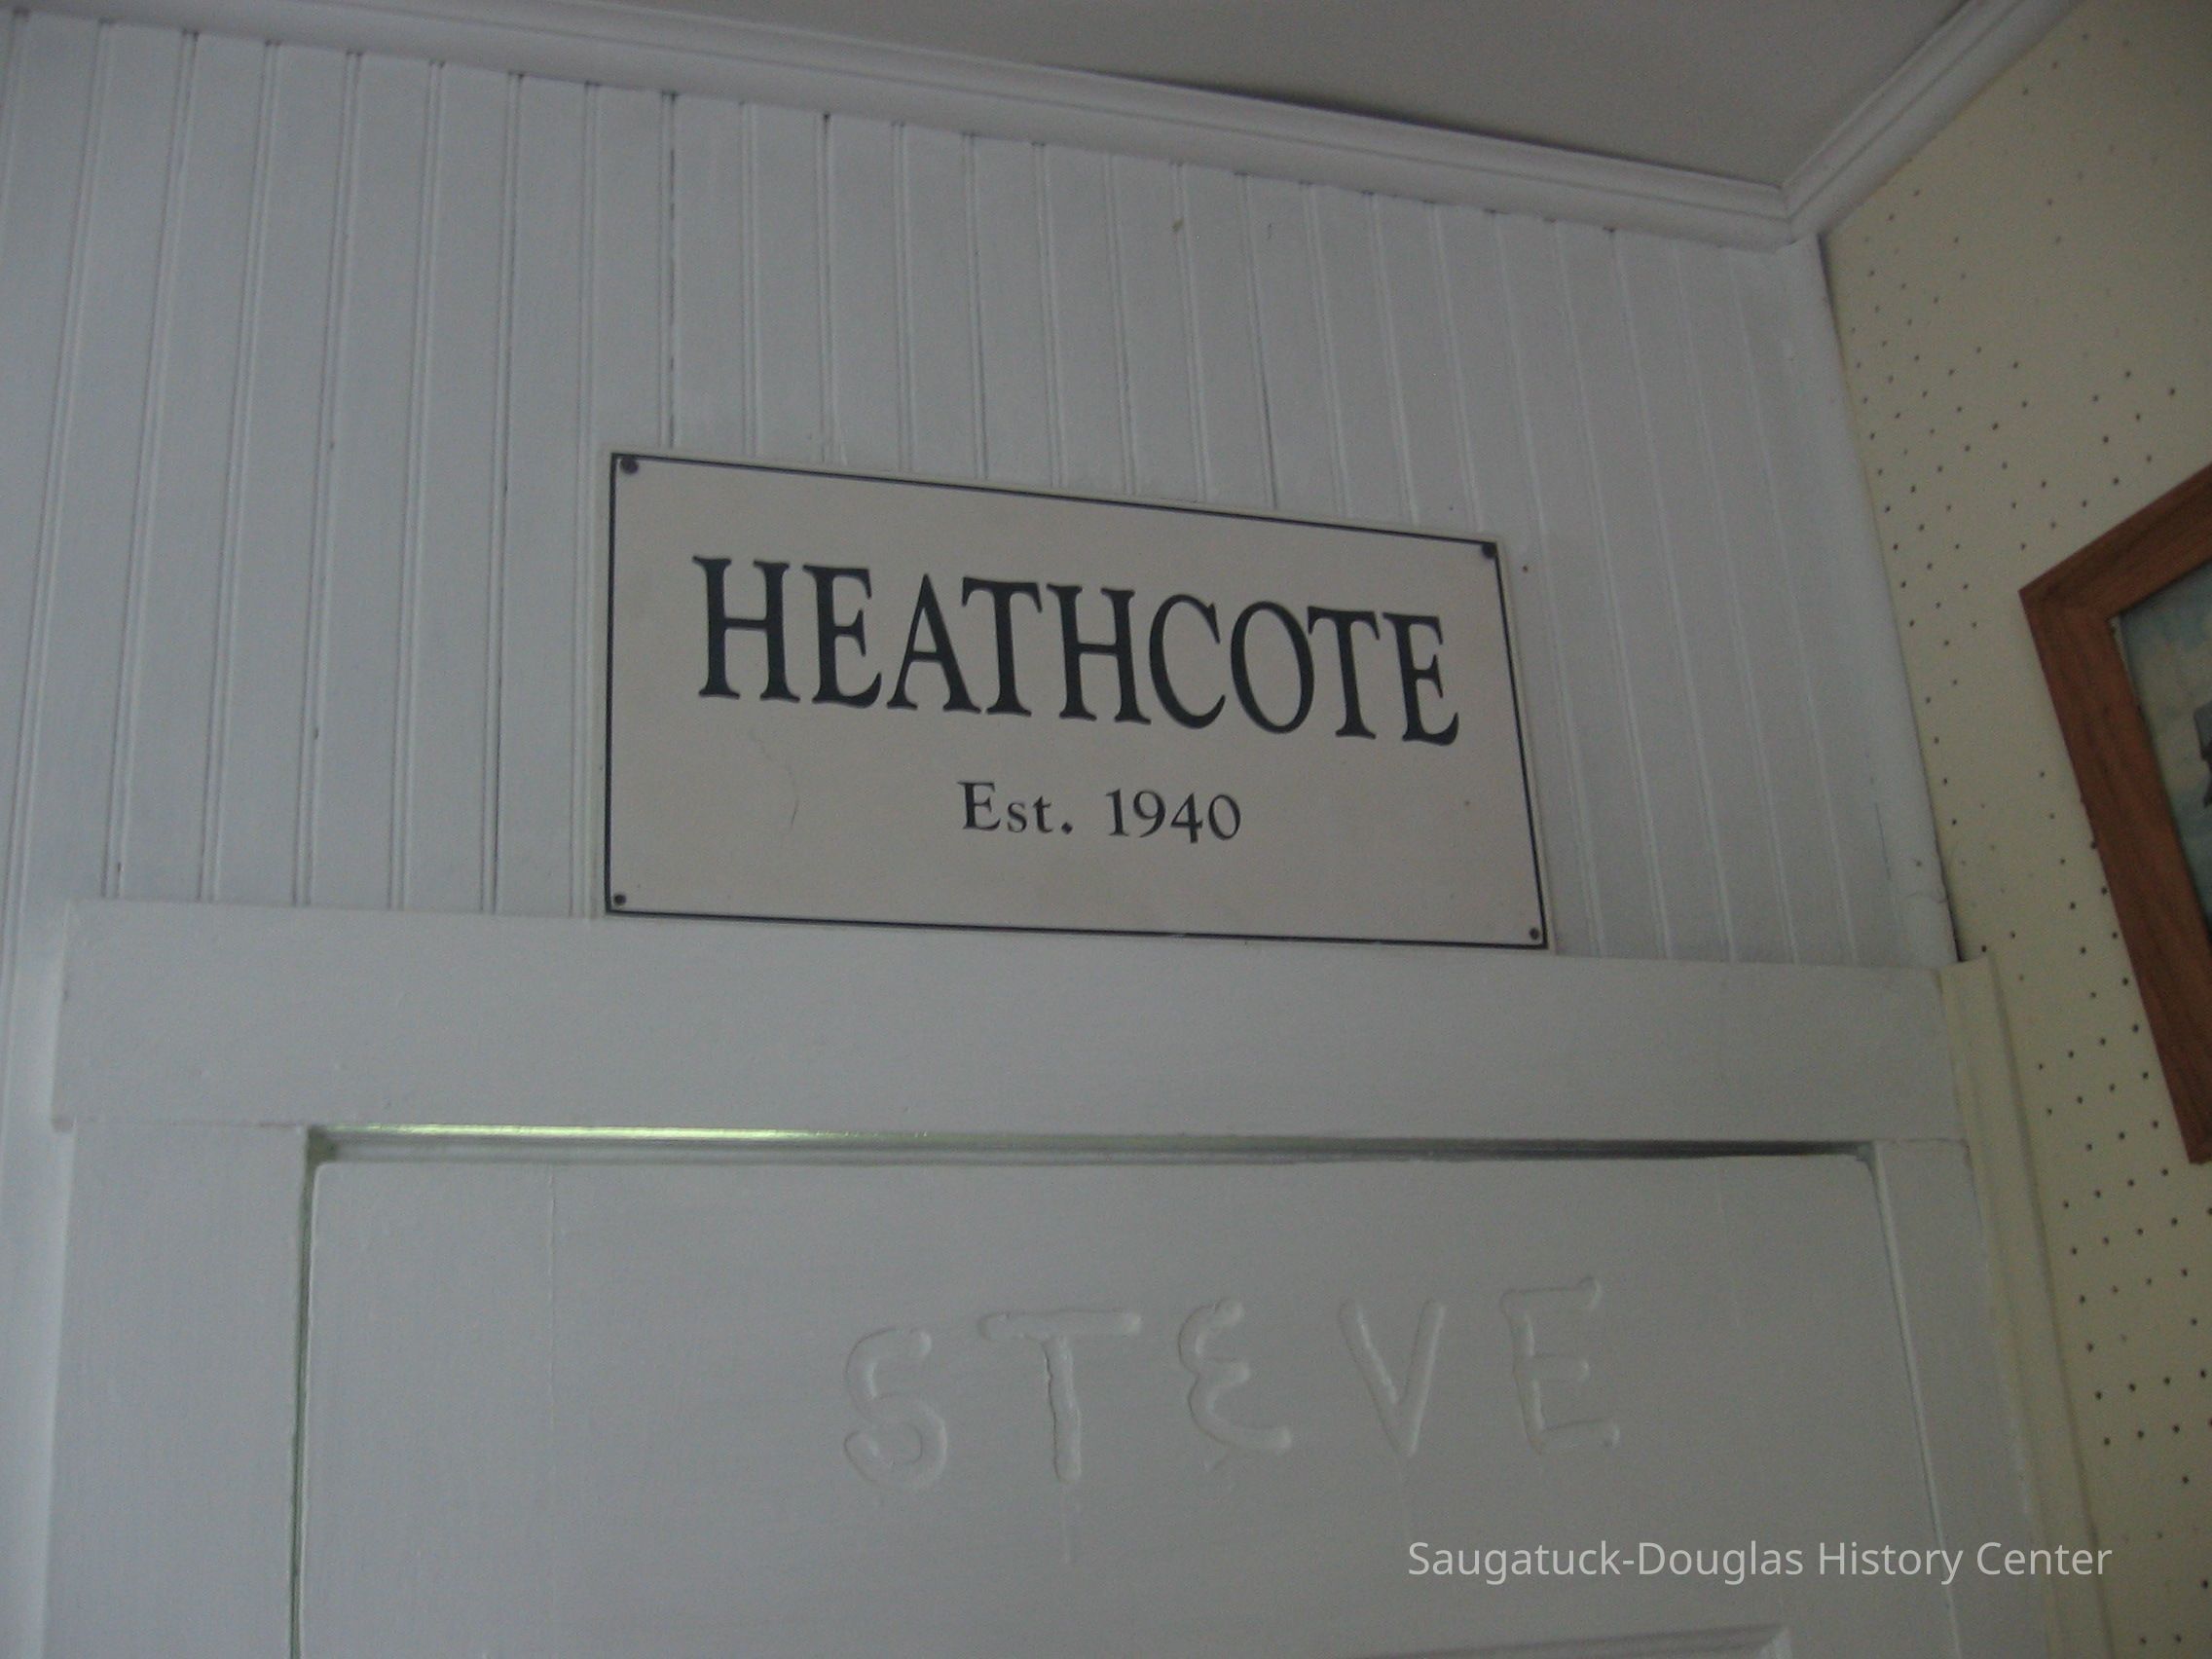 HEATHCOTE
Est. 1940
STEVE
Saugatuck-Douglas History Center